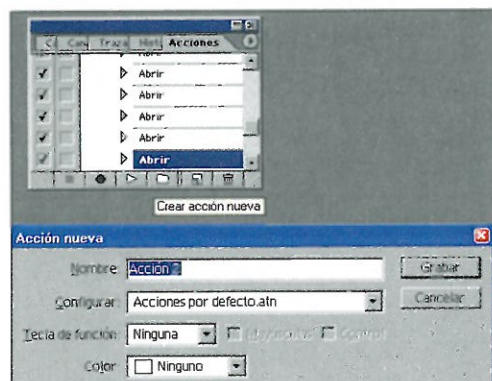 Acciones
Abrir
Abrir
Abrir
Abrir
Abrir
Crear acción nueva
Acción nueva
Nombre: Acción
Grabar
Configurar: Acciones por defecto.atn
Cancelar
Tecla de función: Ninguna
Control
Color: Ninguno